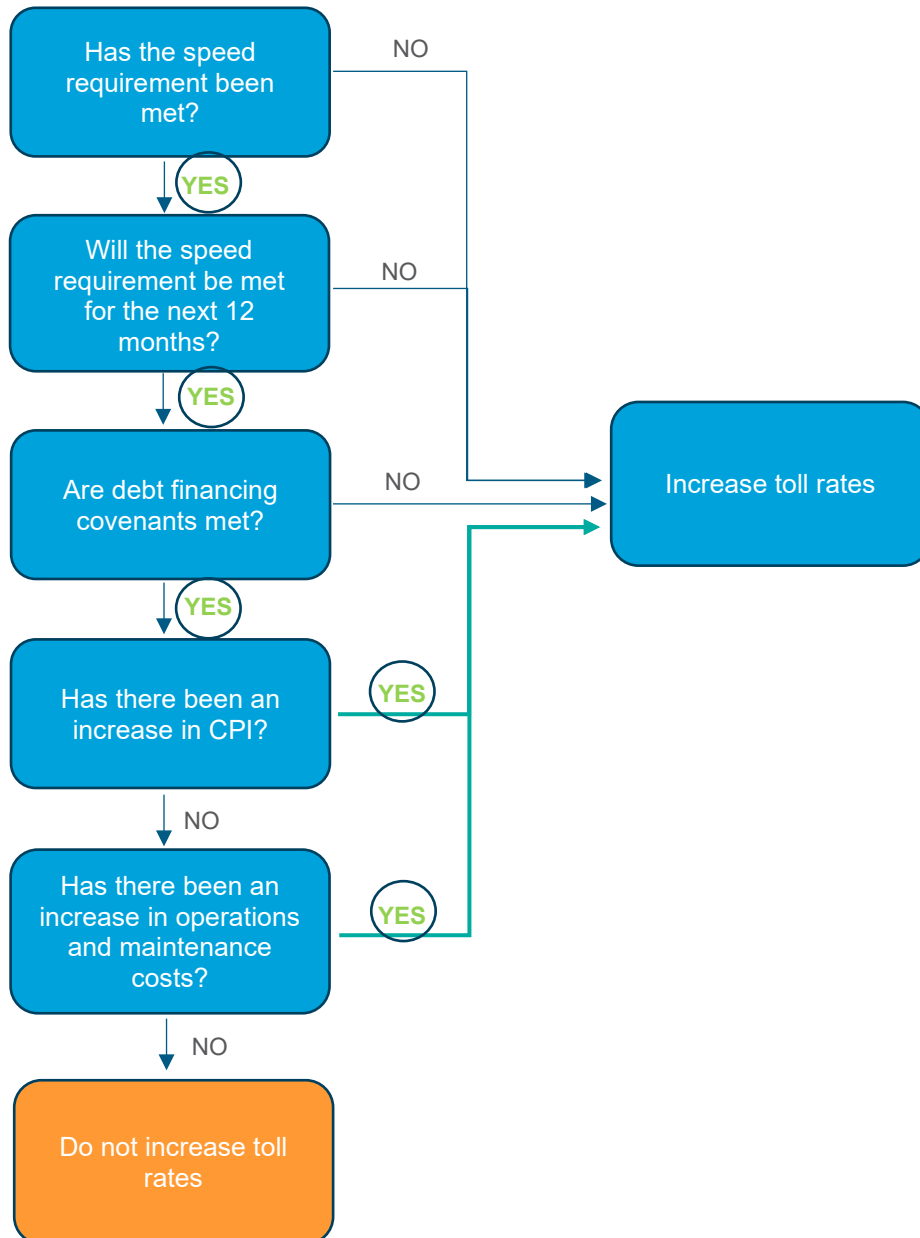 Has the speed
requirement been
met?
NO
YES
Will the speed
requirement be met
for the next 12
months?
NO
YES
Are debt financing
covenants met?
NO
Increase toll rates
YES
Has there been an
increase in CPI?
YES
NO
Has there been an
increase in operations
and maintenance
costs?
YES
NO
Do not increase toll
rates